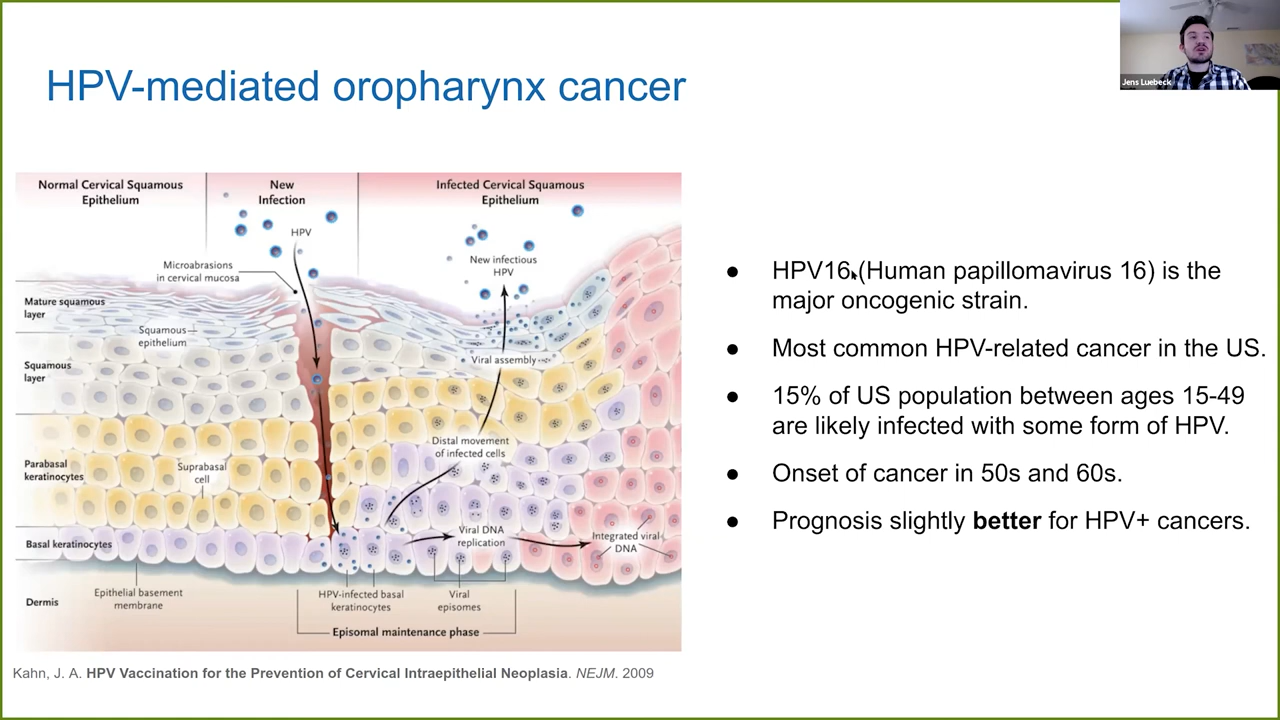 HPV-mediated oropharynx cancer
Jens Luebeck
Normal Cervical Squamous
Epithelium
New
Infection
Infected Cervical Squamous
Epithelium
HPV
Microabrasions
in cervical mucosa
New infectious
HPV
Mature squamous
layer
Squamous
epithelium
Viral assembly
Squamous
layer
Distal movement
of infected cells
Parabasal
keratinocytes
Suprabasal
cell
Viral DNA
replication
Integrated viral
DNA
Basal keratinocytes
Epithelial basement
membrane
HPV-infected basal
keratinocytes
Viral
episomes
Dermis
Episomal maintenance phase
Kahn, J. A. HPV Vaccination for the Prevention of Cervical Intraepithelial Neoplasia. NEJM. 2009
● HPV16 (Human papillomavirus 16) is the
major oncogenic strain.
● Most common HPV-related cancer in the US.
● 15% of US population between ages 15-49
are likely infected with some form of HPV.
● Onset of cancer in 50s and 60s.
● Prognosis slightly better for HPV+ cancers.